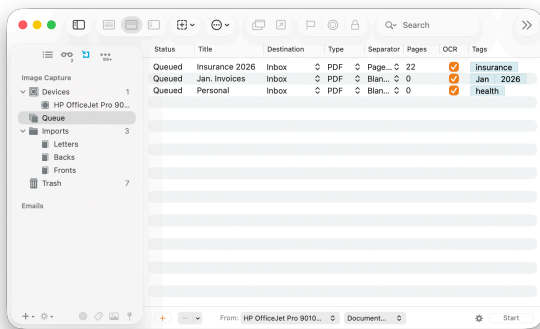 Search
2
99+
Status Title Destination Type Separator Pages OCR Tags
Queued Insurance 2026 Inbox PDF Page... 22 insurance
Queued Jan. Invoices Inbox PDF Blan... 0 Jan 2026
Queued Personal Inbox PDF Blan... 0 health
Image Capture
Devices 1
HP OfficeJet Pro 90...
Queue
Imports 3
Letters
Backs
Fronts
Trash 7
Emails
From: HP OfficeJet Pro 9010... Document... Start